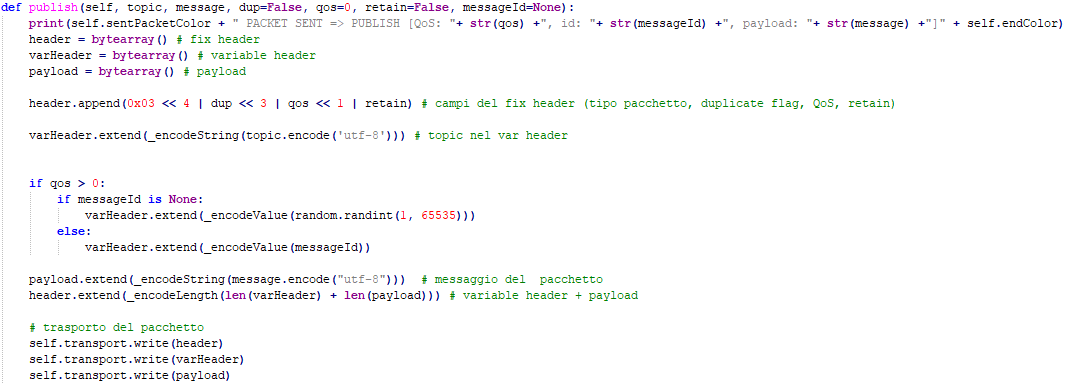 def publish(self, topic, message, dup=False, qos=0, retain=False, messageId=None):
    print(self.sentPacketColor + " PACKET SENT => PUBLISH [QoS: "+ str(qos) +", id: "+ str(messageId) +", payload: "+ str(message) +"]" + self.endColor)
    header = bytearray() # fix header
    varHeader = bytearray() # variable header
    payload = bytearray() # payload

    header.append(0x03 << 4 | dup << 3 | qos << 1 | retain) # campi del fix header (tipo pacchetto, duplicate flag, QoS, retain)

    varHeader.extend(_encodeString(topic.encode('utf-8'))) # topic nel var header


    if qos > 0:
        if messageId is None:
            varHeader.extend(_encodeValue(random.randint(1, 65535)))
        else:
            varHeader.extend(_encodeValue(messageId))

    payload.extend(_encodeString(message.encode("utf-8")))  # messaggio del  pacchetto
    header.extend(_encodeLength(len(varHeader) + len(payload))) # variable header + payload

    # trasporto del pacchetto
    self.transport.write(header)
    self.transport.write(varHeader)
    self.transport.write(payload)